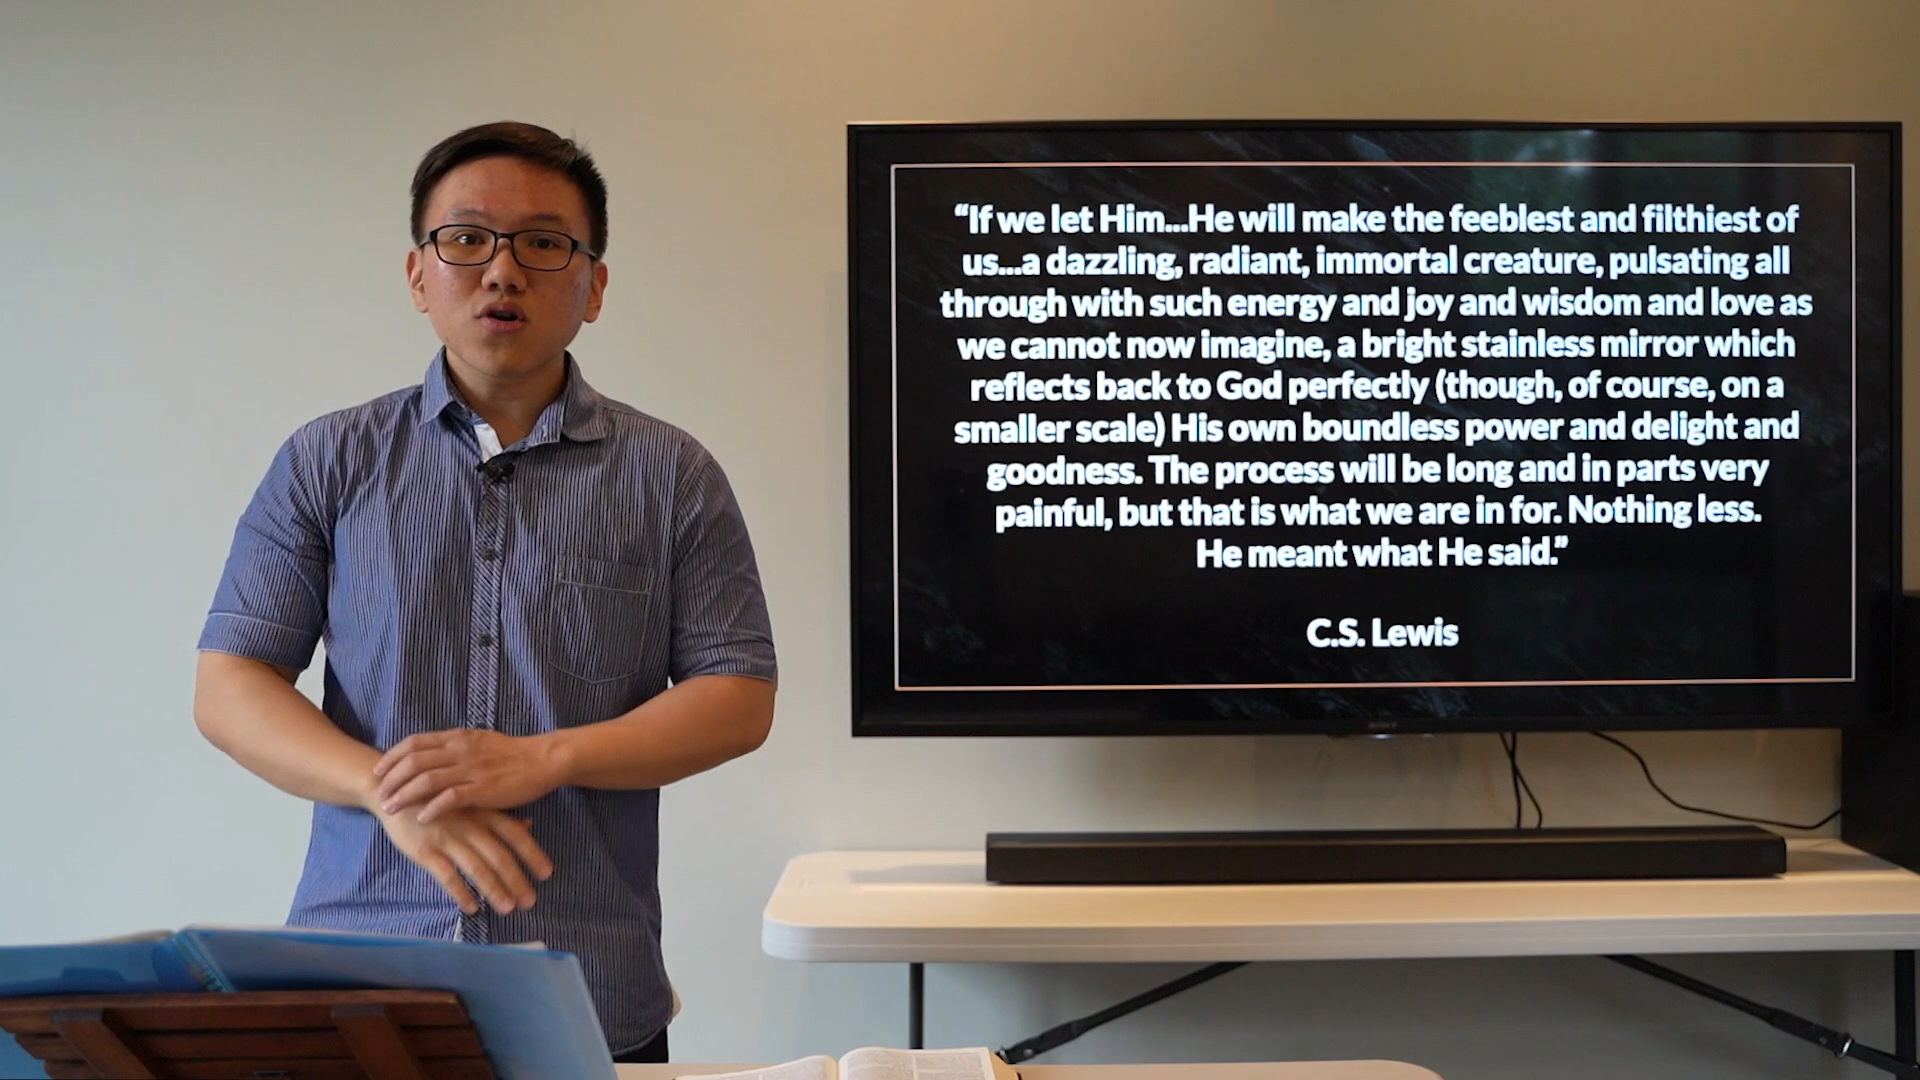 “If we let Him...He will make the feeblest and filthiest of
us...a dazzling, radiant, immortal creature, pulsating all
through with such energy and joy and wisdom and love as
we cannot now imagine, a bright stainless mirror which
reflects back to God perfectly (though, of course, on a
smaller scale) His own boundless power and delight and
goodness. The process will be long and in parts very
painful, but that is what we are in for. Nothing less.
He meant what He said.”
C.S. Lewis
SONY